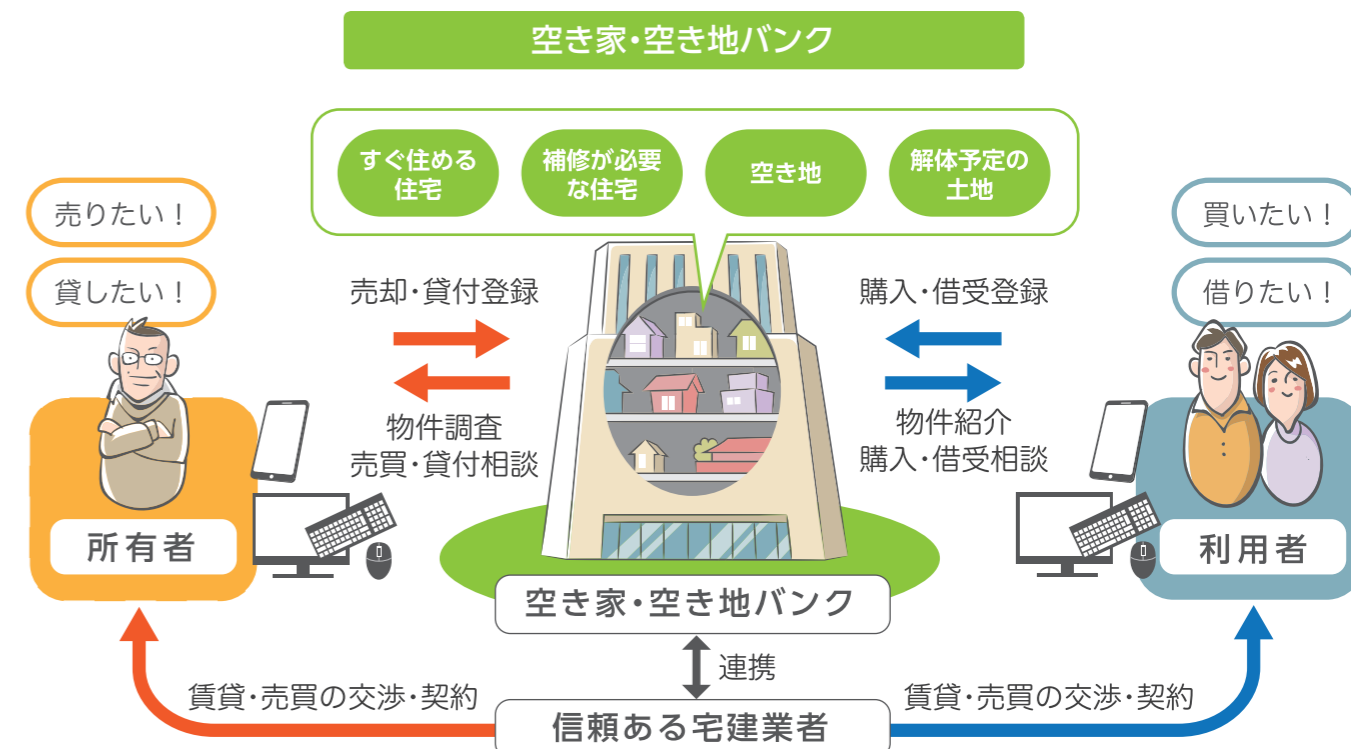 空き家・空き地バンク
すぐ住める
住宅
補修が必要
な住宅
空き地
解体予定の
土地
売りたい！
貸したい！
売却・貸付登録
物件調査
売買・貸付相談
所有者
購入・借受登録
物件紹介
購入・借受相談
買いたい！
借りたい！
利用者
空き家・空き地バンク
連携
賃貸・売買の交渉・契約
信頼ある宅建業者
賃貸・売買の交渉・契約